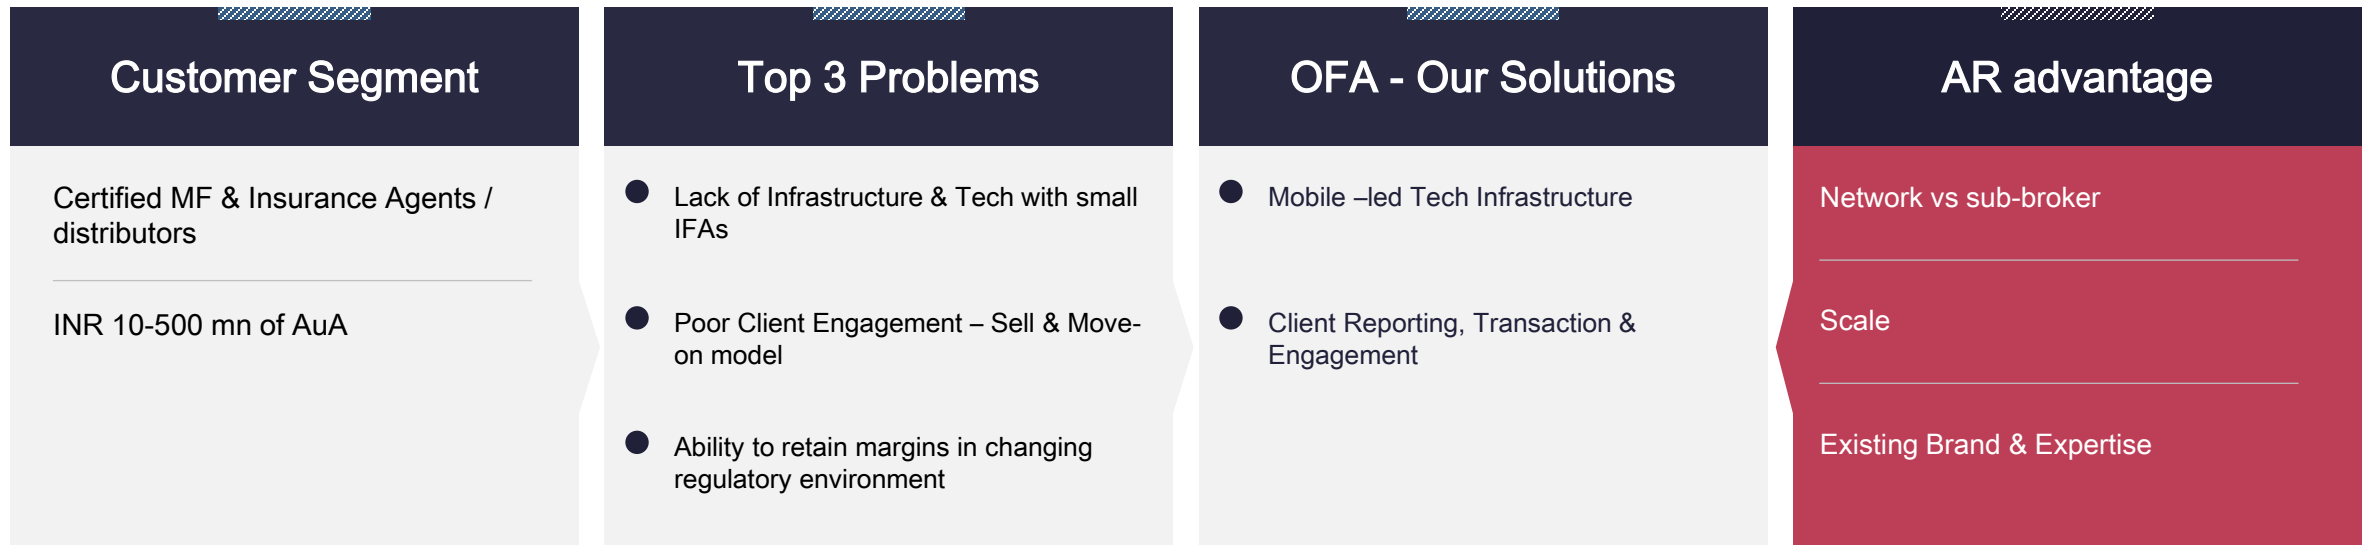 Customer Segment
Certified MF & Insurance Agents /
distributors
INR 10-500 mn of AuA
Top 3 Problems
Lack of Infrastructure & Tech with small
IFAs
Poor Client Engagement – Sell & Move-
on model
Ability to retain margins in changing
regulatory environment
OFA - Our Solutions
Mobile –led Tech Infrastructure
Client Reporting, Transaction &
Engagement
AR advantage
Network vs sub-broker
Scale
Existing Brand & Expertise